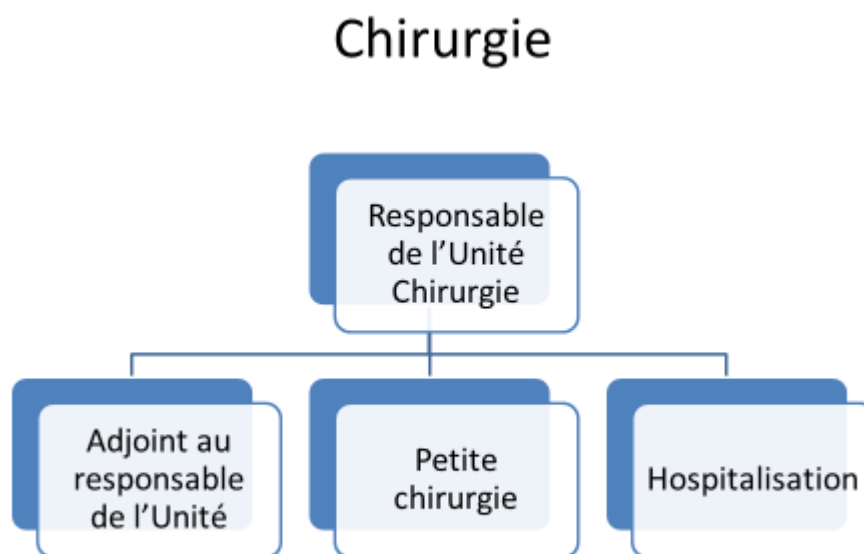 Chirurgie
Responsable
de l’Unité
Chirurgie
Adjoint au
responsable
de l’Unité
Petite
chirurgie
Hospitalisation